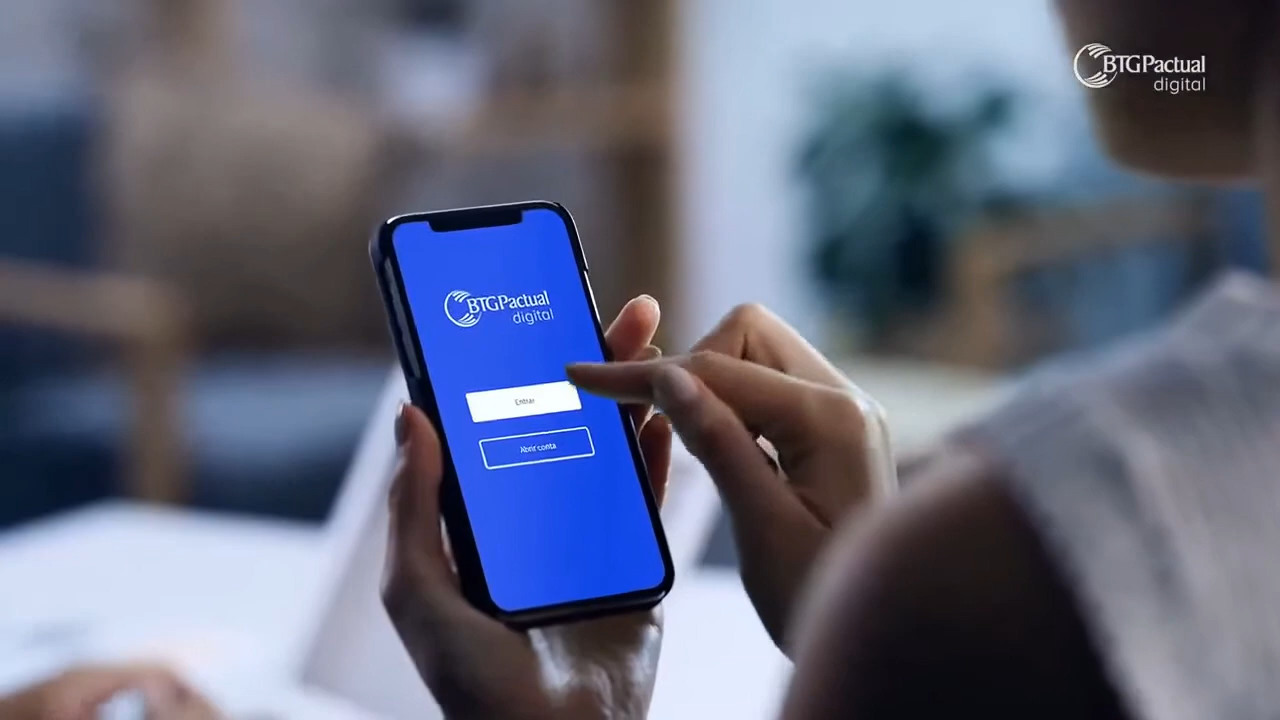 BTGPactual
digital
BTGPactual
digital
Entrar
Abrir conta